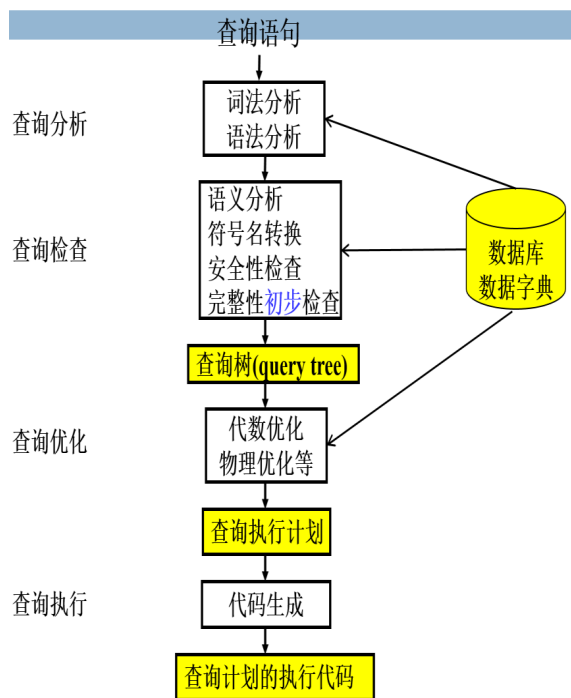 查询语句
查询分析
词法分析
语法分析
查询检查
语义分析
符号名转换
安全性检查
完整性初步检查
数据库
数据字典
查询树(query tree)
查询优化
代数优化
物理优化等
查询执行计划
查询执行
代码生成
查询计划的执行代码